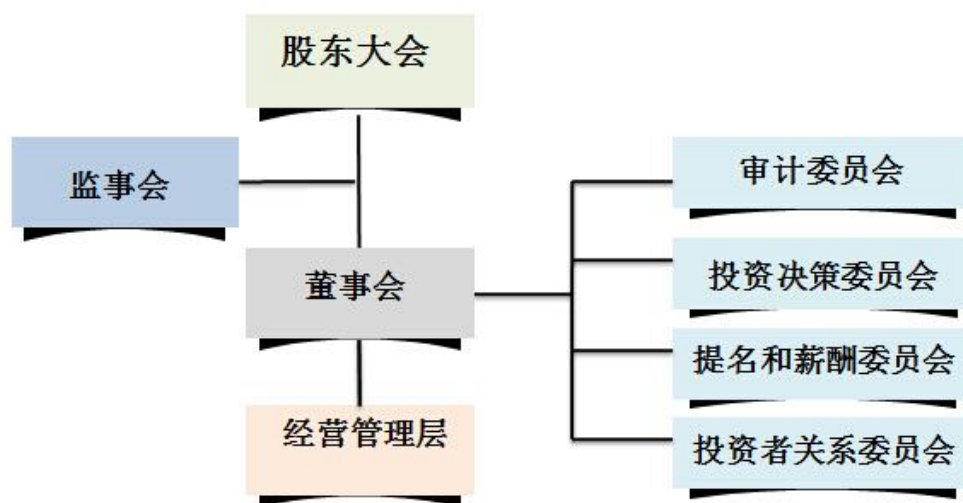 股东大会
监事会
董事会
经营管理层
审计委员会
投资决策委员会
提名和薪酬委员会
投资者关系委员会